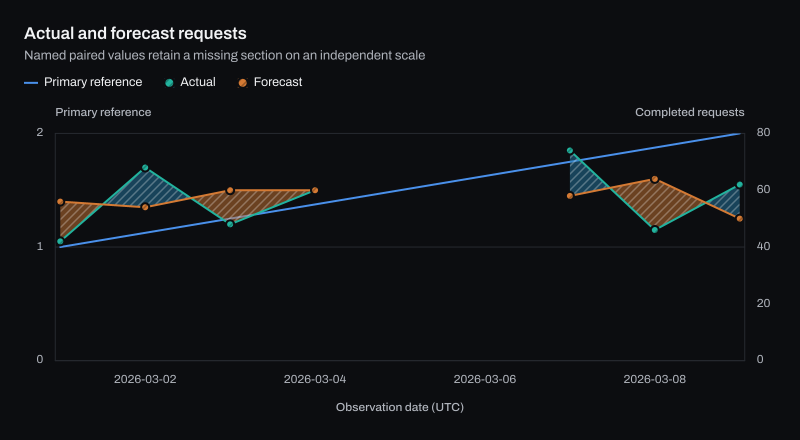 Actual and forecast requests
Named paired values retain a missing section on an independent scale
Primary reference Actual Forecast
Primary reference Completed requests
2 80
60
1 40
20
0 0
2026-03-02 2026-03-04 2026-03-06 2026-03-08
Observation date (UTC)